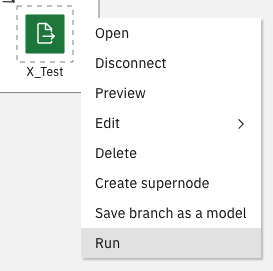 X_Test
Open
Disconnect
Preview
Edit
Delete
Create supernode
Save branch as a model
Run